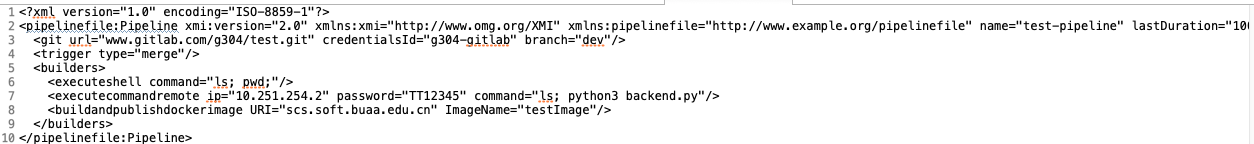 1 <?xml version="1.0" encoding="ISO-8859-1"?>
2 <pipelinefile:Pipeline xmi:version="2.0" xmlns:xmi="http://www.omg.org/XMI" xmlns:pipelinefile="http://www.example.org/pipelinefile" name="test-pipeline" lastDuration="10
3 <git url="www.gitlab.com/g304/test.git" credentialsId="g304-gitlab" branch="dev"/>
4 <trigger type="merge"/>
5 <builders>
6 <executeshell command="ls; pwd;"/>
7 <executecommandremote ip="10.251.254.2" password="TT12345" command="ls; python3 backend.py"/>
8 <buildandpublishdockerimage URI="scs.soft.buaa.edu.cn" ImageName="testImage"/>
9 </builders>
10 </pipelinefile:Pipeline>